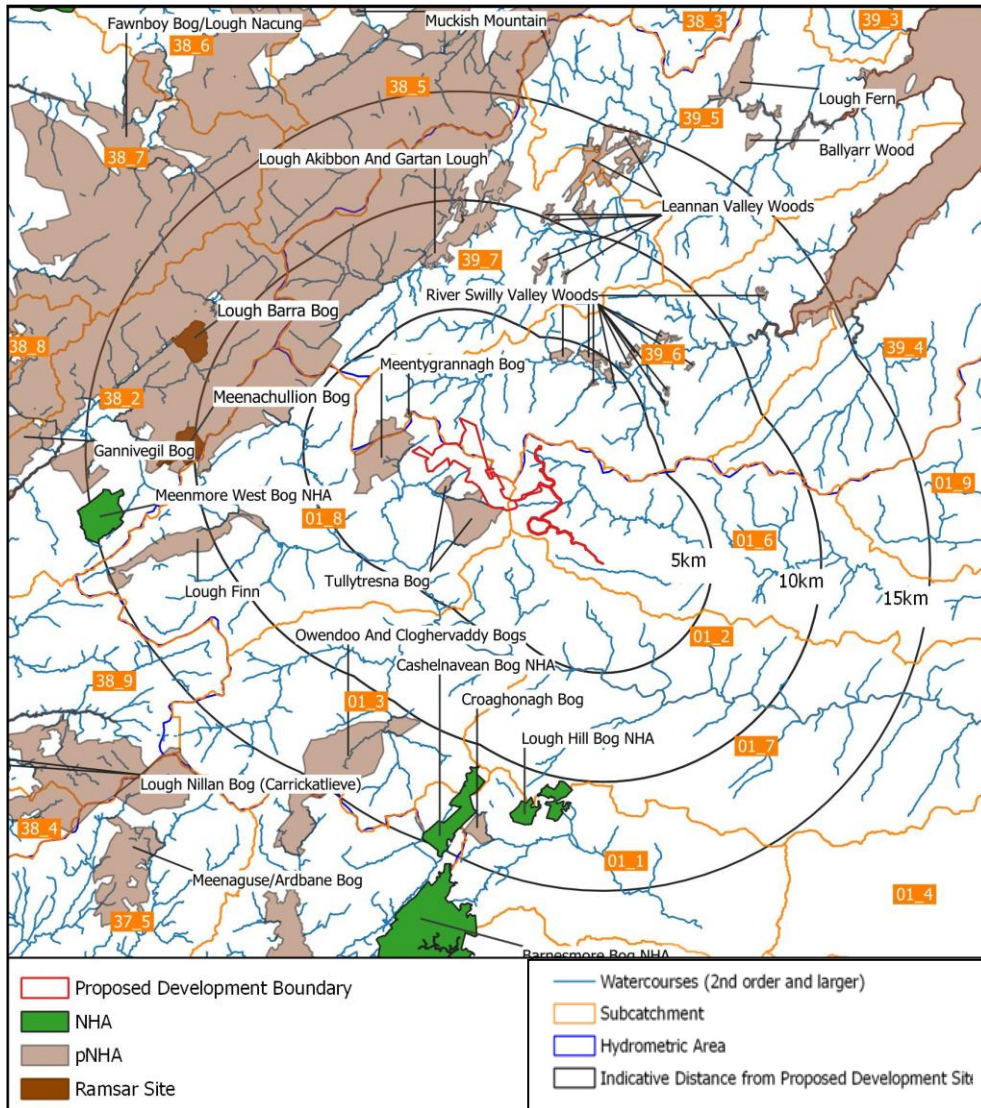 Fawnboy Bog/Lough Nacung
Muckish Mountain
38_6
38_3
39_3
38_5
Lough Fern
39_5
38_7
Lough Akibbon And Gartan Lough
Ballyarr Wood
Leannan Valley Woods
39_7
River Swilly Valley Woods
Lough Barra Bog
38_8
39_6
39_4
Meentygrannagh Bog
38_2
Meenachullion Bog
Gannivegil Bog
01_9
Meenmore West Bog NHA
01_8
01_6
5km
10km
15km
Tullytresna Bog
Lough Finn
Owendoo And Cloghervaddy Bogs
01_2
Cashelnavean Bog NHA
38_9
01_3
Croaghonagh Bog
Lough Hill Bog NHA
01_7
Lough Nillan Bog (Carrickatlieve)
38_4
01_1
Meenaguse/Ardbane Bog
01_4
37_5
Barnesmore Bog NHA
Proposed Development Boundary
NHA
pNHA
Ramsar Site
Watercourses (2nd order and larger)
Subcatchment
Hydrometric Area
Indicative Distance from Proposed Development Site